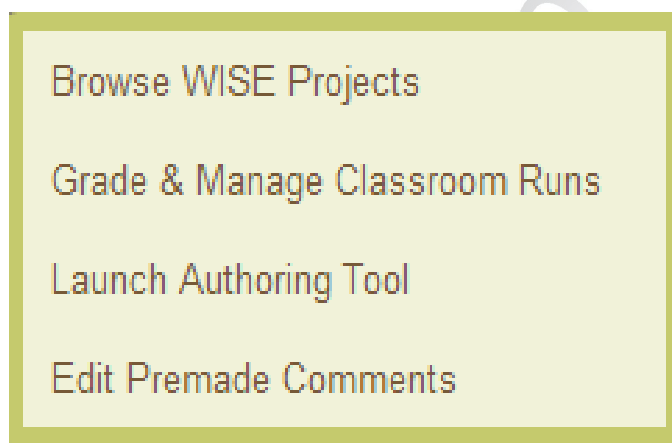 Browse WISE Projects
Grade & Manage Classroom Runs
Launch Authoring Tool
Edit Premade Comments